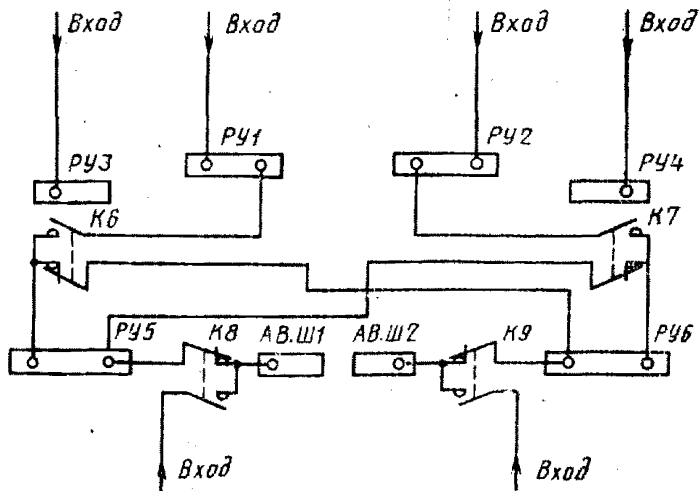 Вход Вход Вход Вход
РУ1 РУ2
РУ3 РУ4
К6 К7
РУ5 К8 АВ.Ш1 АВ.Ш2 К9 РУ6
Вход Вход